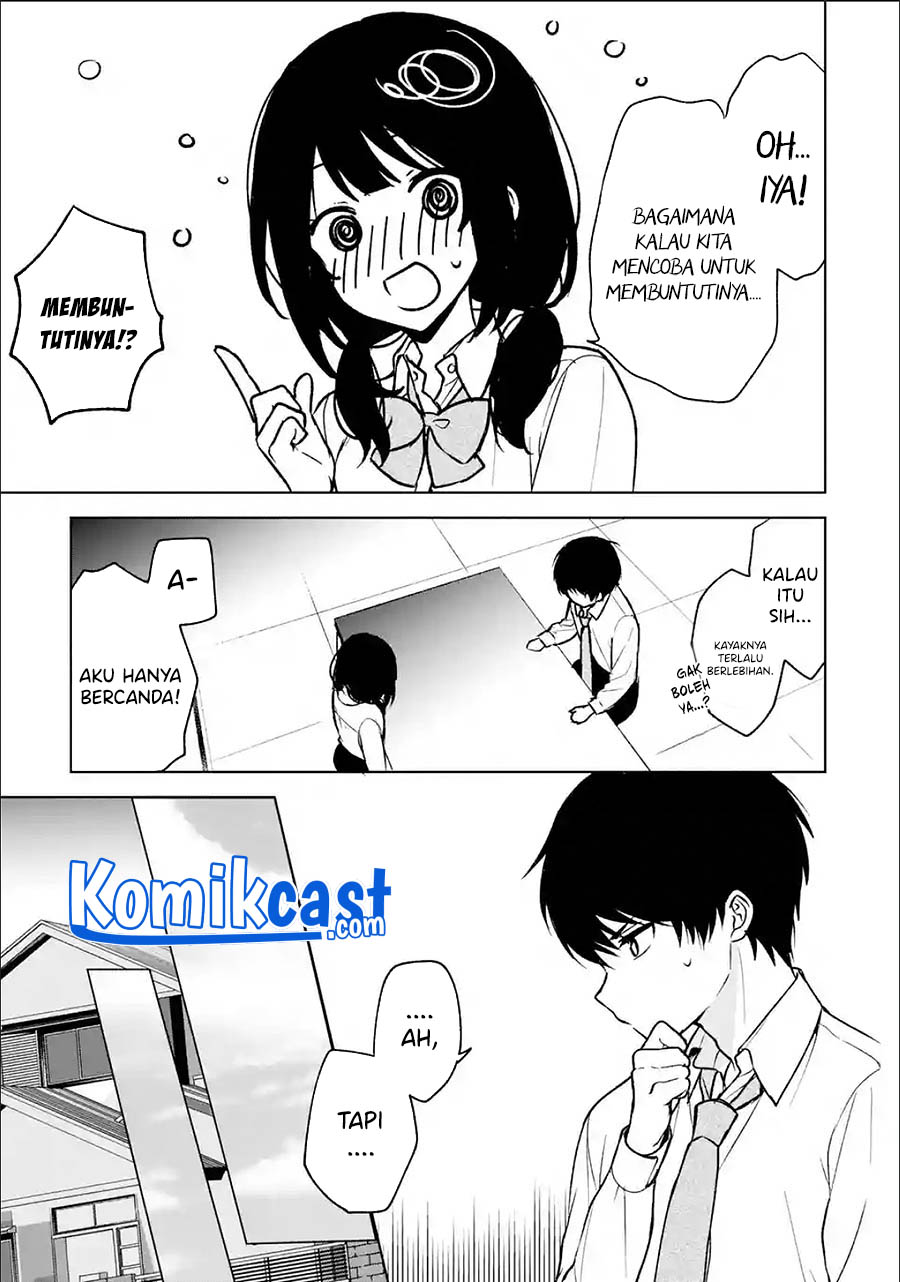 OH...
IYA!
BAGAIMANA
KALAU KITA
MENCOBA UNTUK
MEMBUNTUTINYA....
MEMBUN-
TUTINYA!?
KALAU
ITU
SIH...
KAYAKNYA
TERLALU
BERLEBIHAN.
GAK
BOLEH
YA...?
A-
AKU HANYA
BERCANDA!
Komikcast
.com
....
AH,
TAPI
....